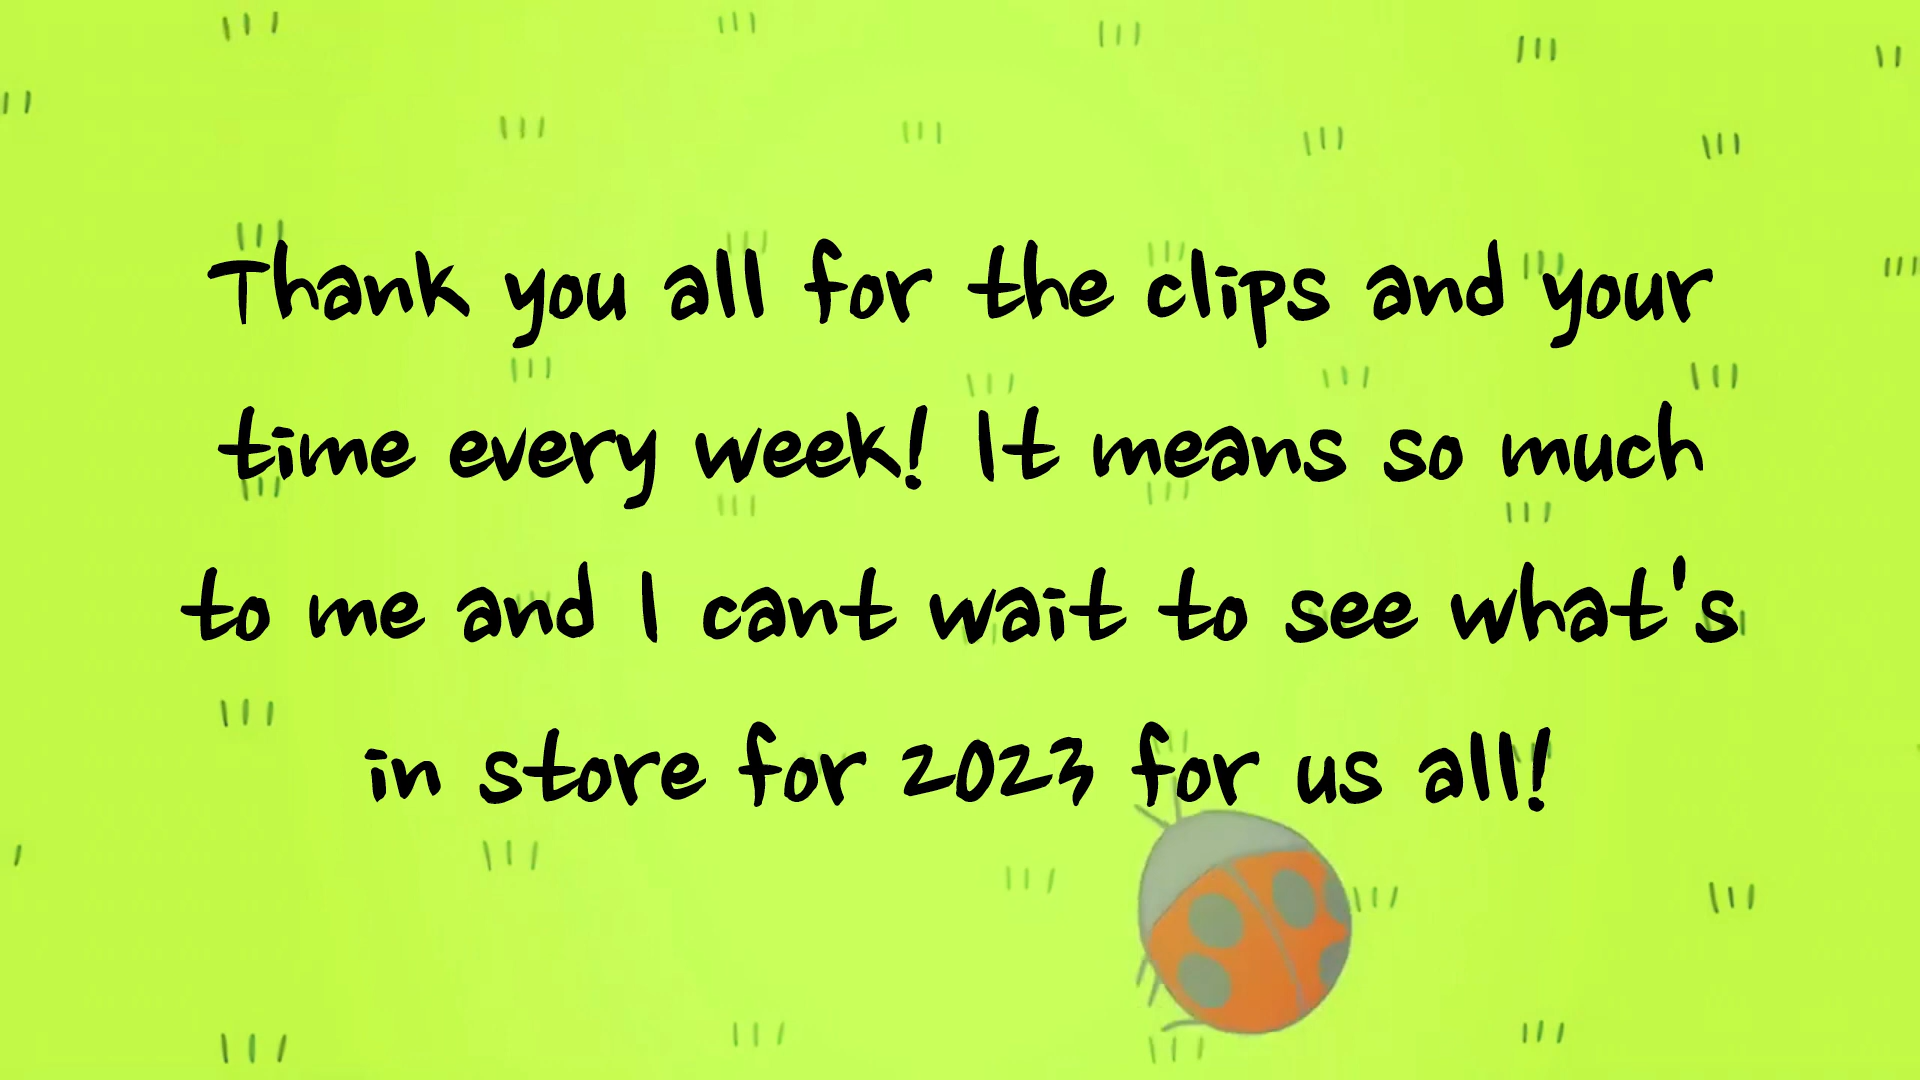 Thank you all for the clips and your
time every week! It means so much
to me and I cant wait to see what's
in store for 2023 for us all!